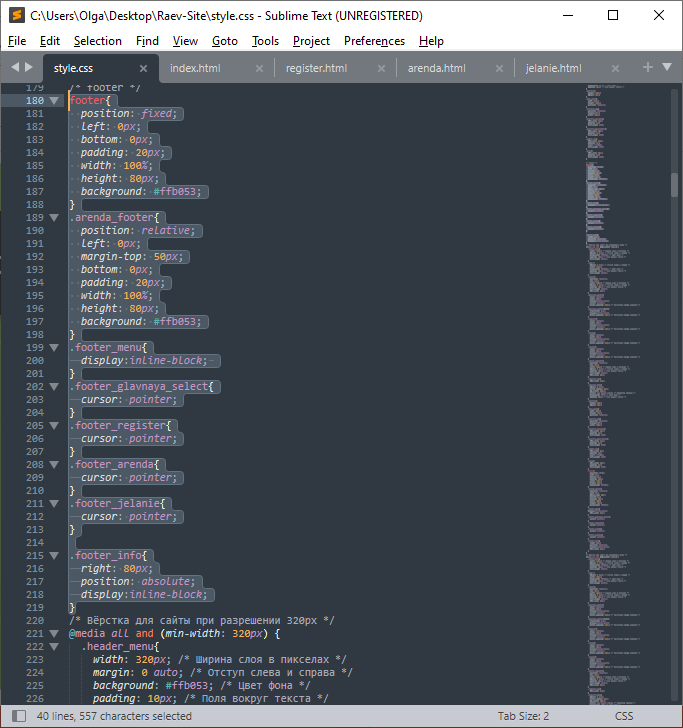 C:\Users\Olga\Desktop\Raev-Site\style.css - Sublime Text (UNREGISTERED)
File Edit Selection Find View Goto Tools Project Preferences Help
style.css index.html register.html arenda.html jelanie.html
179 /* footer */
180 footer{
181 position: fixed;
182 left: 0px;
183 bottom: 0px;
184 padding: 20px;
185 width: 100%;
186 height: 80px;
187 background: #ffb053;
188 }
189 .arenda_footer{
190 position: relative;
191 left: 0px;
192 margin-top: 50px;
193 bottom: 0px;
194 padding: 20px;
195 width: 100%;
196 height: 80px;
197 background: #ffb053;
198 }
199 .footer_menu{
200 display:inline-block;
201 }
202 .footer_glavnaya_select{
203 cursor: pointer;
204 }
205 .footer_register{
206 cursor: pointer;
207 }
208 .footer_arenda{
209 cursor: pointer;
210 }
211 .footer_jelanie{
212 cursor: pointer;
213 }
214
215 .footer_info{
216 right: 80px;
217 position: absolute;
218 display:inline-block;
219 }
220 /* Вёрстка для сайты при разрешении 320px */
221 @media all and (min-width: 320px) {
222 .header_menu{
223 width: 320px; /* Ширина слоя в пикселах */
224 margin: 0 auto; /* Отступ слева и справа */
225 background: #ffb053; /* Цвет фона */
226 padding: 10px; /* Поля вокруг текста */
40 lines, 557 characters selected Tab Size: 2 CSS